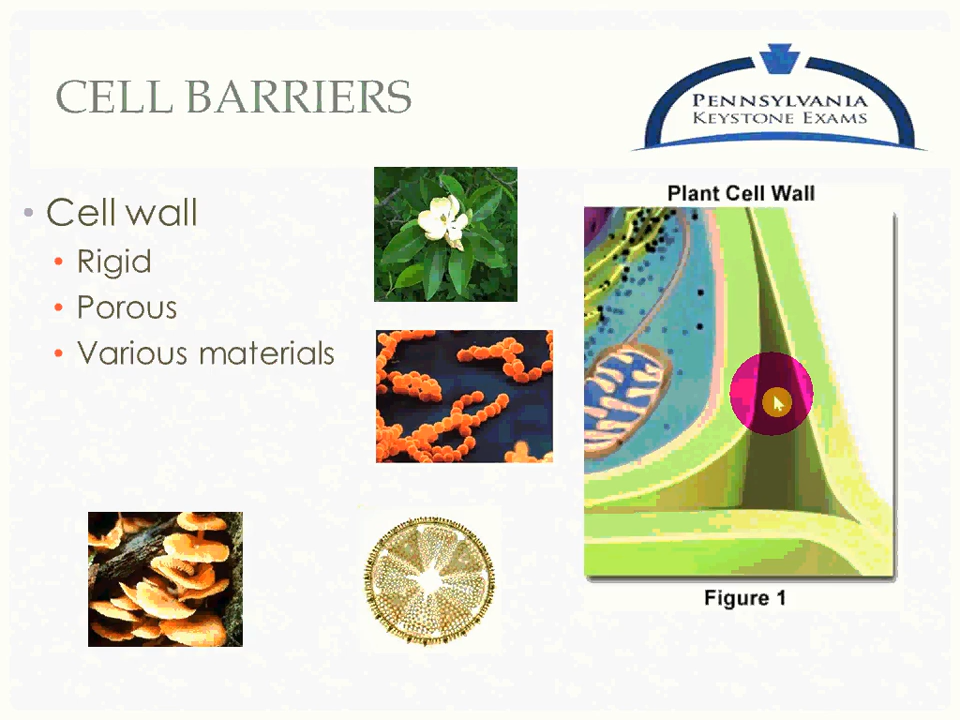 CELL BARRIERS
PENNSYLVANIA
KEYSTONE EXAMS
• Cell wall
• Rigid
• Porous
• Various materials
Plant Cell Wall
Figure 1